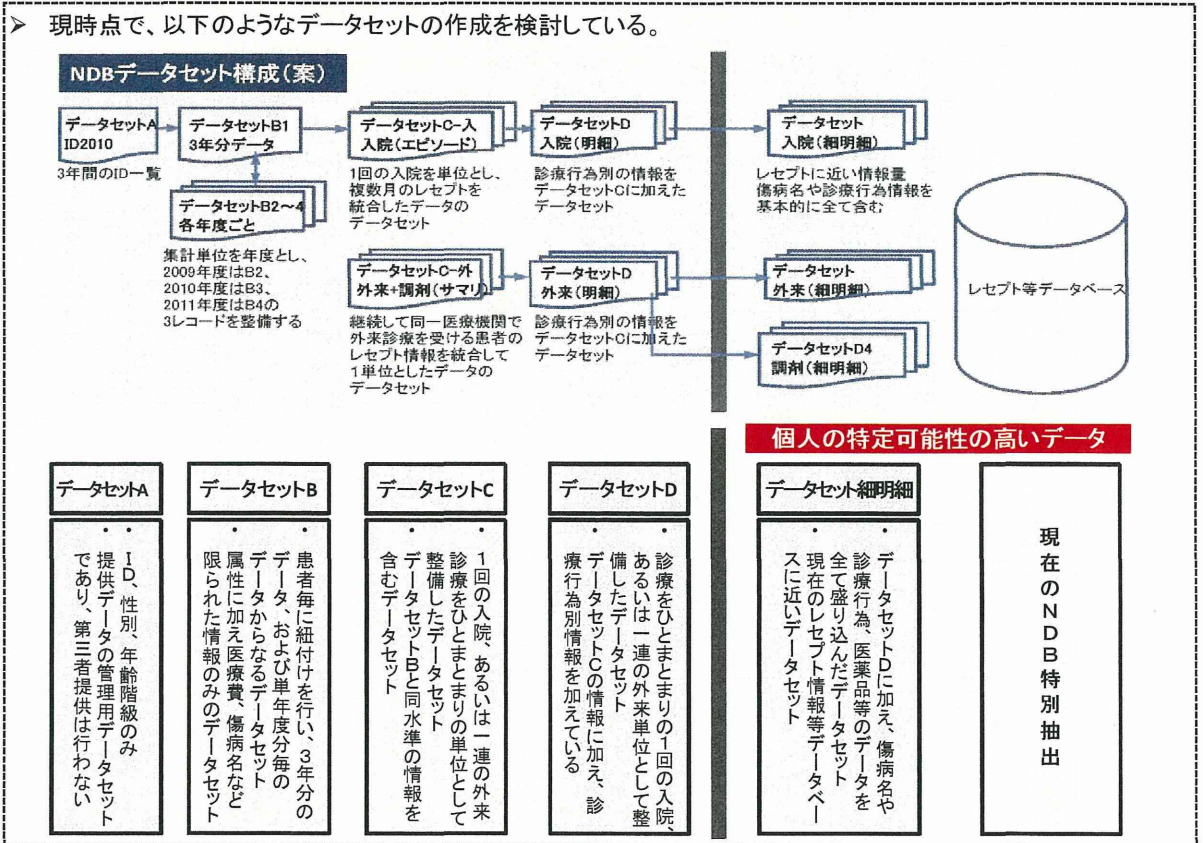 ➢ 現時点で、以下のようなデータセットの作成を検討している。
NDBデータセット構成(案)
データセットA
ID2010
3年間のID一覧
データセットB1
3年分データ
データセットB2～4
各年度ごと
集計単位を年度とし、
2009年度はB2、
2010年度はB3、
2011年度はB4の
3レコードを整備する
データセットC-入
入院(エピソード)
1回の入院を単位とし、
複数月のレセプトを
統合したデータの
データセット
データセットD
入院(明細)
診療行為別の情報を
データセットCに加えた
データセット
データセット
入院(細明細)
レセプトに近い情報量
傷病名や診療行為情報を
基本的に全て含む
データセットC-外
外来+調剤(サマリ)
継続して同一医療機関で
外来診療を受ける患者の
レセプト情報を統合して
1単位としたデータの
データセット
データセットD
外来(明細)
診療行為別の情報を
データセットCに加えた
データセット
データセット
外来(細明細)
データセットD4
調剤(細明細)
レセプト等データベース
個人の特定可能性の高いデータ
データセットA
・ID、性別、年齢階級のみ
・提供データの管理用データセット
であり、第三者提供は行わない
データセットB
・患者毎に紐付けを行い、3年分の
データ、および単年度分毎の
データからなるデータセット
・属性に加え医療費、傷病名など
限られた情報のみのデータセット
データセットC
・1回の入院、あるいは一連の外来
診療をひとまとまりの単位として
整備したデータセット
・データセットBと同水準の情報を
含むデータセット
データセットD
・診療をひとまとまりの1回の入院、
あるいは一連の外来単位として整
備したデータセット
・データセットCの情報に加え、診
療行為別情報を加えている
データセット細明細
・データセットDに加え、傷病名や
診療行為、医薬品等のデータを
全て盛り込んだデータセット
・現在のレセプト情報等データベー
スに近いデータセット
現在のNDB特別抽出